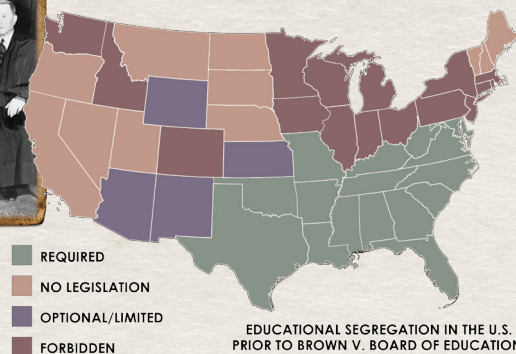 REQUIRED
NO LEGISLATION
OPTIONAL/LIMITED
FORBIDDEN
EDUCATIONAL SEGREGATION IN THE U.S.
PRIOR TO BROWN V. BOARD OF EDUCATION